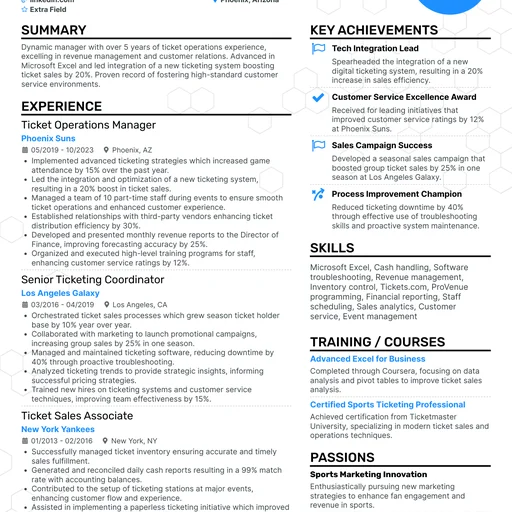 linkedin.com
Phoenix, Arizona
Extra Field
SUMMARY
Dynamic manager with over 5 years of ticket operations experience,
excelling in revenue management and customer relations. Advanced in
Microsoft Excel and led integration of a new ticketing system boosting
ticket sales by 20%. Proven record of fostering high-standard customer
service environments.
EXPERIENCE
Ticket Operations Manager
Phoenix Suns
05/2019 - 10/2023 Phoenix, AZ
• Implemented advanced ticketing strategies which increased game
attendance by 15% over the past year.
• Led the integration and optimization of a new ticketing system,
resulting in a 20% boost in ticket sales.
• Managed a team of 10 part-time staff during events to ensure smooth
ticket operations and enhanced customer experience.
• Established relationships with third-party vendors enhancing ticket
distribution efficiency by 30%.
• Developed and presented monthly revenue reports to the Director of
Finance, improving forecasting accuracy by 25%.
• Organized and executed high-level training programs for staff,
enhancing customer service ratings by 12%.
Senior Ticketing Coordinator
Los Angeles Galaxy
03/2016 - 04/2019 Los Angeles, CA
• Orchestrated ticket sales processes which grew season ticket holder
base by 10% year over year.
• Collaborated with marketing to launch promotional campaigns,
increasing group sales by 25% in one season.
• Managed and maintained ticketing software, reducing downtime by
40% through proactive troubleshooting.
• Analyzed ticketing trends to provide strategic insights, informing
successful pricing strategies.
• Trained new hires on ticketing systems and customer service
techniques, improving team effectiveness by 15%.
Ticket Sales Associate
New York Yankees
01/2013 - 02/2016 New York, NY
• Successfully managed ticket inventory ensuring accurate and timely
sales fulfillment.
• Generated and reconciled daily cash reports resulting in a 99% match
rate with accounting balances.
• Contributed to the setup of ticketing stations at major events,
enhancing customer flow and experience.
• Assisted in implementing a paperless ticketing initiative which improved
KEY ACHIEVEMENTS
Tech Integration Lead
Spearheaded the integration of a new
digital ticketing system, resulting in a 20%
increase in sales efficiency.
Customer Service Excellence Award
Received for leading initiatives that
improved customer service ratings by 12%
at Phoenix Suns.
Sales Campaign Success
Developed a seasonal sales campaign that
boosted group ticket sales by 25% in one
season at Los Angeles Galaxy.
Process Improvement Champion
Reduced ticketing downtime by 40%
through effective use of troubleshooting
skills and proactive system maintenance.
SKILLS
Microsoft Excel, Cash handling, Software
troubleshooting, Revenue management,
Inventory control, Tickets.com, ProVenue
programming, Financial reporting, Staff
scheduling, Sales analytics, Customer
service, Event management
TRAINING / COURSES
Advanced Excel for Business
Completed through Coursera, focusing on data
analysis and pivot tables to improve ticket sales
analysis.
Certified Sports Ticketing Professional
Achieved certification from Ticketmaster
University, specializing in modern ticket sales and
operations techniques.
PASSIONS
Sports Marketing Innovation
Enthusiastically pursuing new marketing
strategies to enhance fan engagement and
revenue in sports.